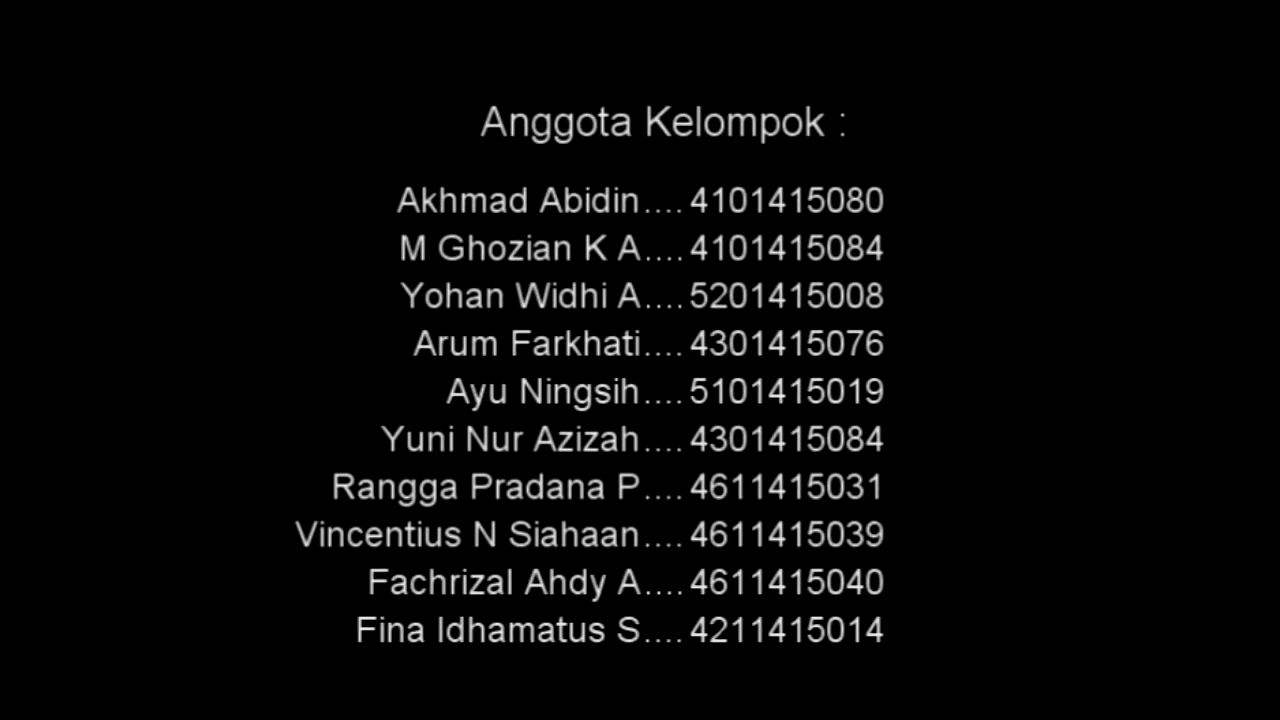 Anggota Kelompok :
Akhmad Abidin.... 4101415080
M Ghozian K A.... 4101415084
Yohan Widhi A.... 5201415008
Arum Farkhati.... 4301415076
Ayu Ningsih.... 5101415019
Yuni Nur Azizah.... 4301415084
Rangga Pradana P.... 4611415031
Vincentius N Siahaan.... 4611415039
Fachrizal Ahdy A.... 4611415040
Fina Idhamatus S.... 4211415014